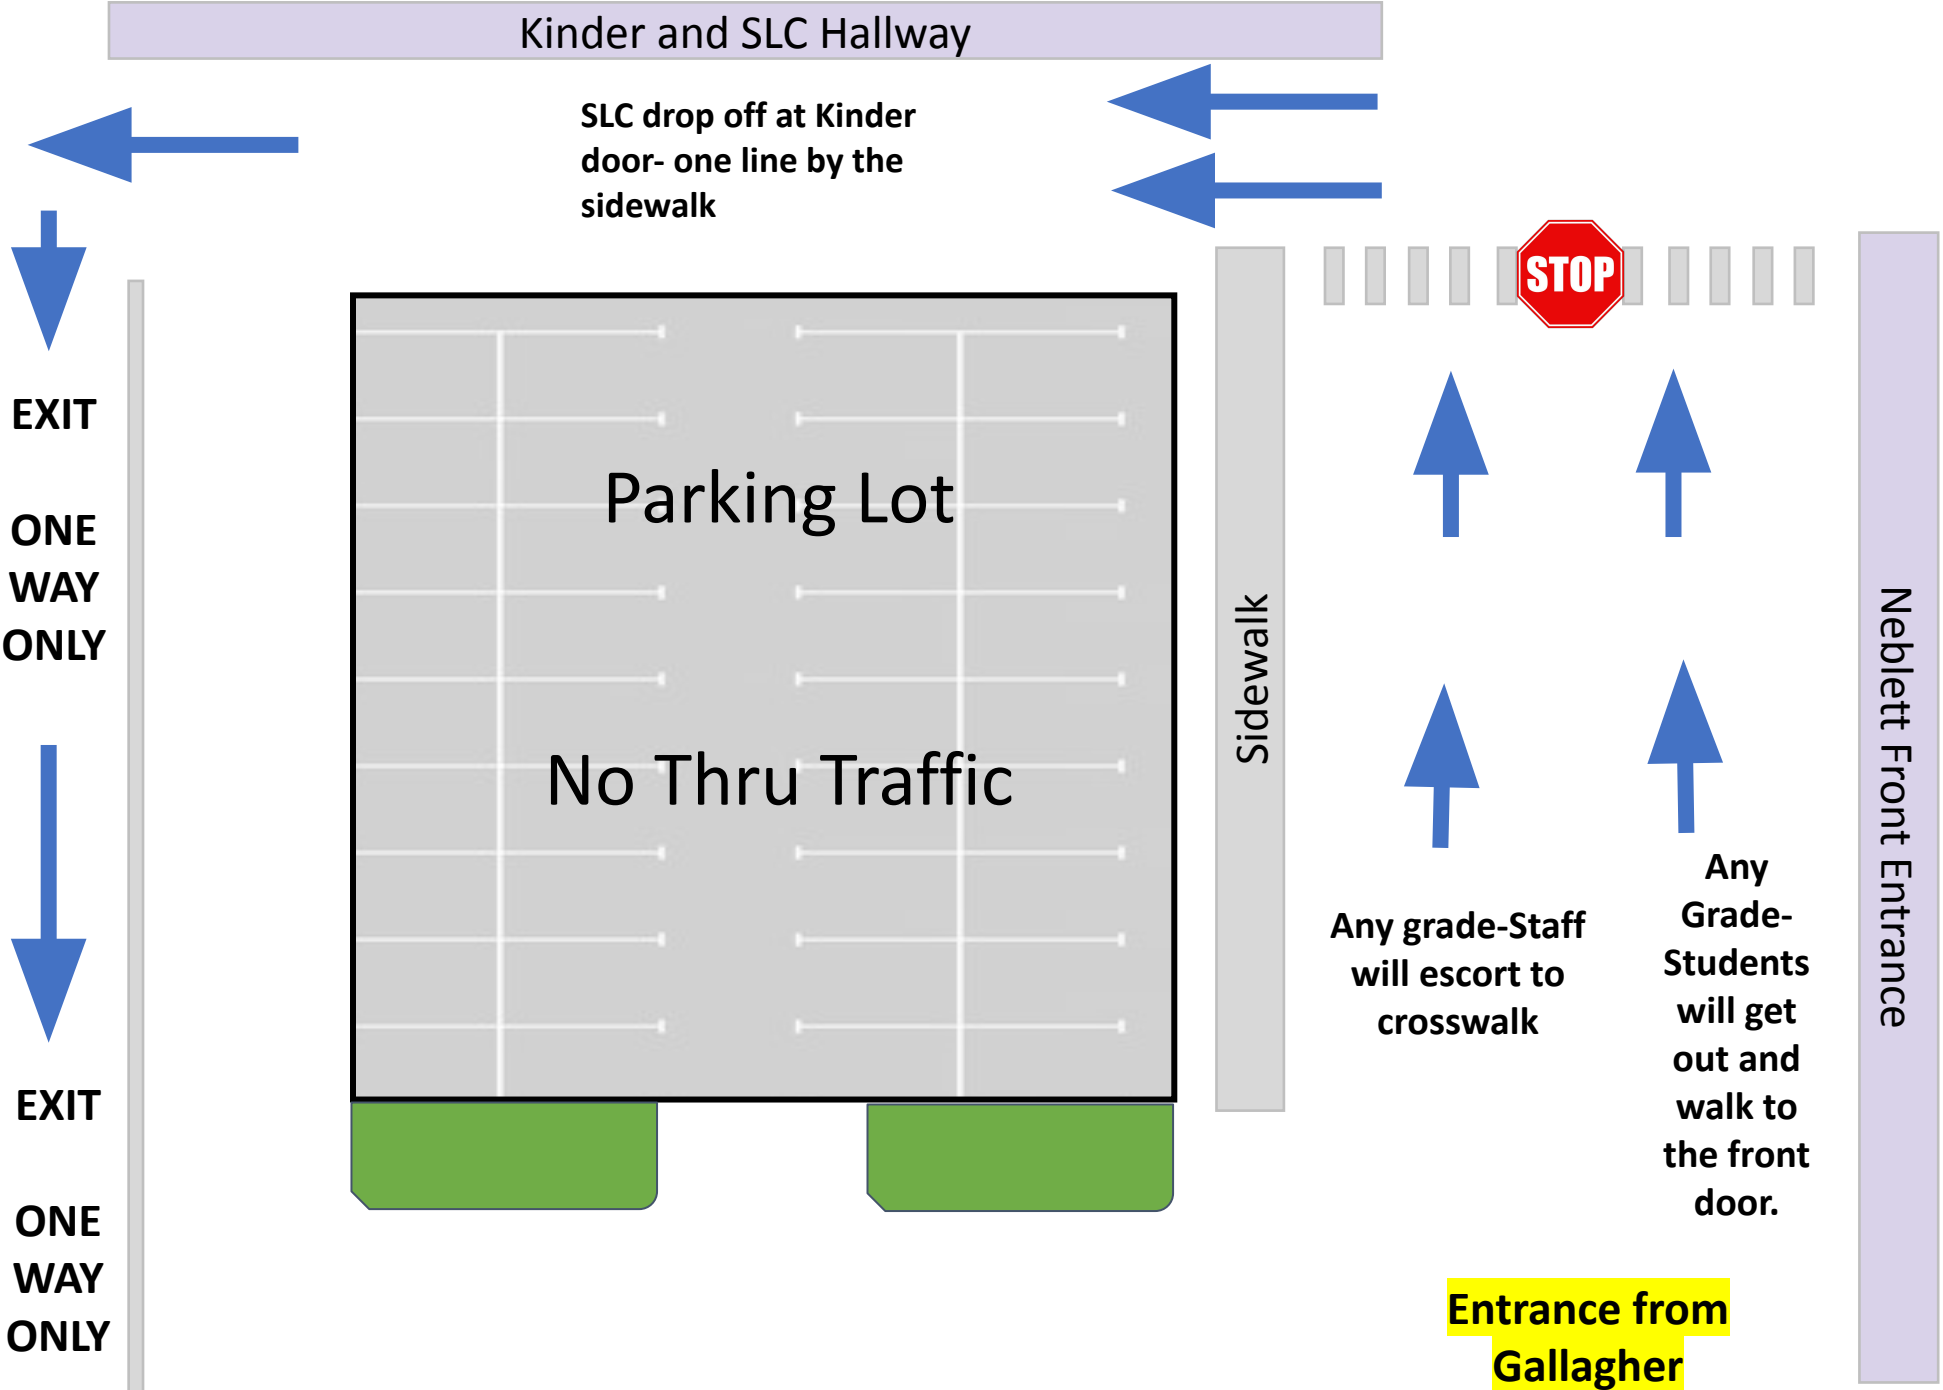 Kinder and SLC Hallway
SLC drop off at Kinder
door- one line by the
sidewalk
STOP
EXIT
ONE
WAY
ONLY
Parking Lot
No Thru Traffic
Sidewalk
Neblett Front Entrance
Any grade-Staff
will escort to
crosswalk
Any
Grade-
Students
will get
out and
walk to
the front
door.
EXIT
ONE
WAY
ONLY
Entrance from
Gallagher